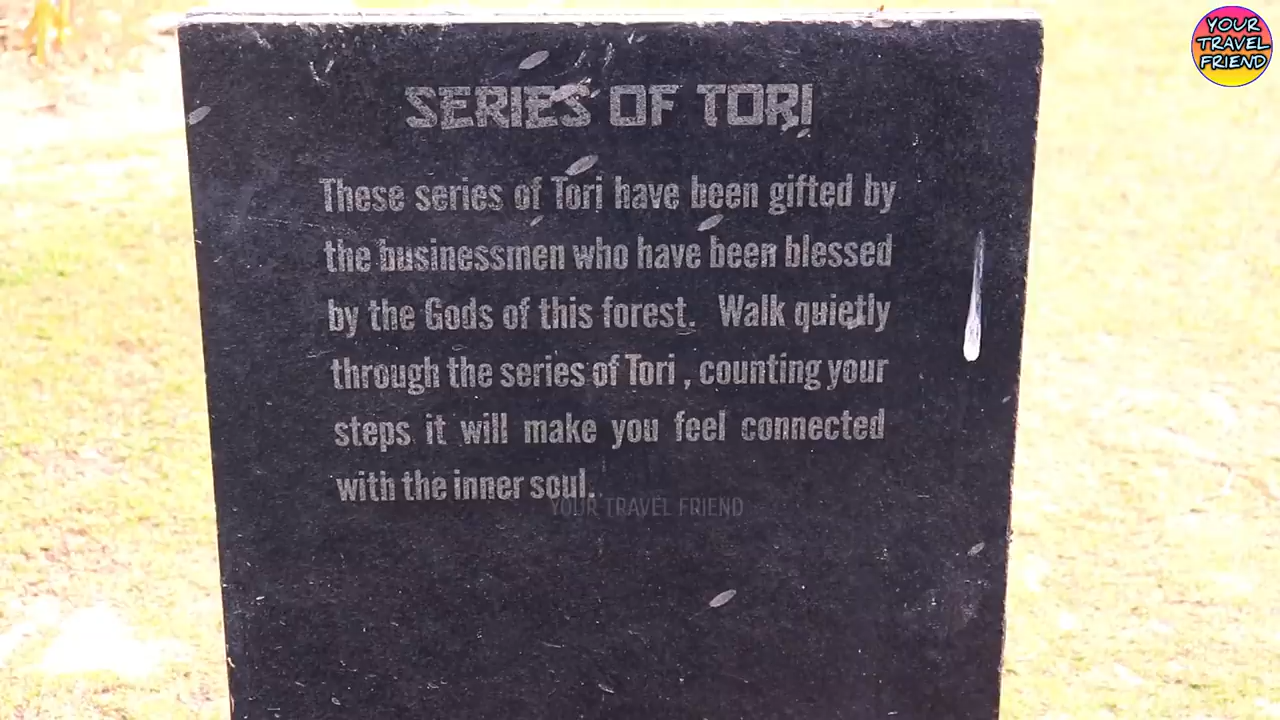 YOUR
TRAVEL
FRIEND
SERIES OF TORI
These series of Tori have been gifted by
the businessmen who have been blessed
by the Gods of this forest. Walk quietly
through the series of Tori , counting your
steps it will make you feel connected
with the inner soul.
YOUR TRAVEL FRIEND